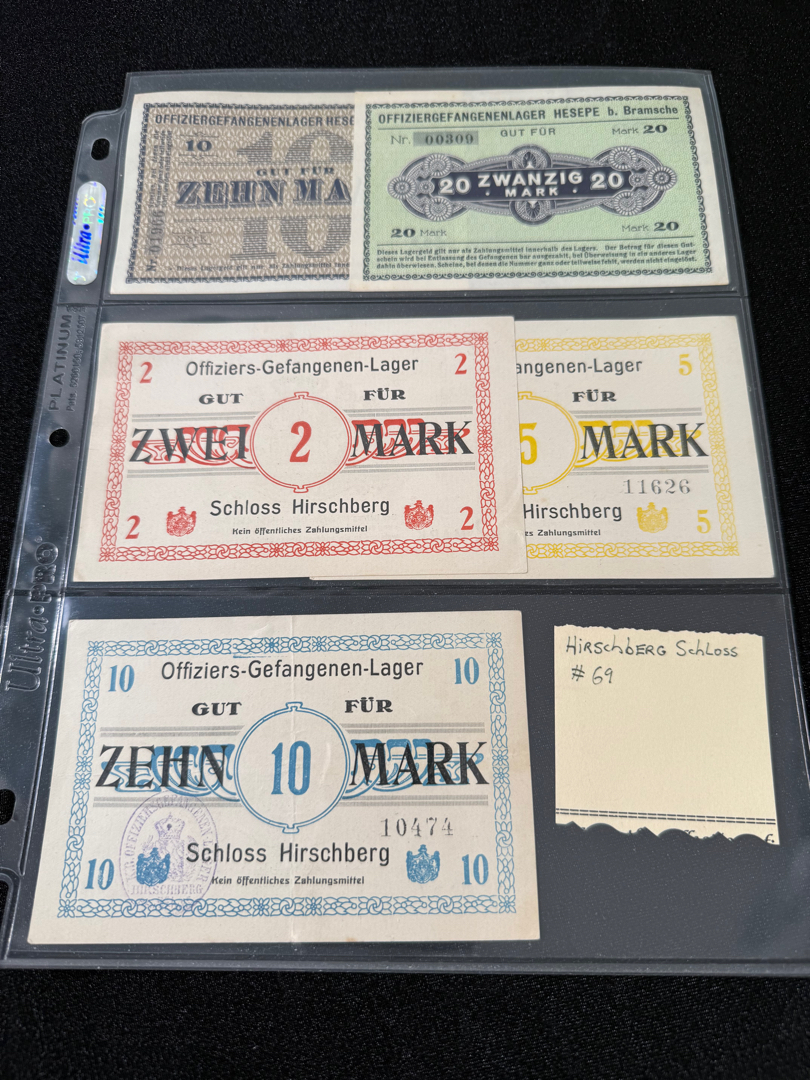 OFFIZIERGEFANGENENLAGER HESE
10
GUT FÜR
ZEHN MA
10
OFFIZIERGEFANGENENLAGER HESEPE b. Bramsche
Nr. 00309 GUT FÜR Mark 20
20 ZWANZIG 20
MARK
20 Mark Mark 20
Dieses Lagergeld gilt nur als Zahlungsmittel innerhalb des Lagers. Der Betrag für diesen Gut-
schein wird bei Entlassung des Gefangenen bar ausgezahlt, bei Überweisung in ein anderes Lager
dahin überwiesen. Scheine, bei denen die Nummer ganz oder teilweise fehlt, werden nicht eingelöst.
Ultra·PRO
PLATINUM
Ultra·PRO
2 Offiziers-Gefangenen-Lager 2
GUT FÜR
ZWEI 2 MARK
Schloss Hirschberg
2 Kein öffentliches Zahlungsmittel 2
angenen-Lager 5
FÜR
5 MARK
11626
Hirschberg
es Zahlungsmittel 5
10 Offiziers-Gefangenen-Lager 10
GUT FÜR
ZEHN 10 MARK
10474
Schloss Hirschberg
10 Kein öffentliches Zahlungsmittel 10
HIRSCHBERG
HIRSCHBERG SCHLOSS
# 69